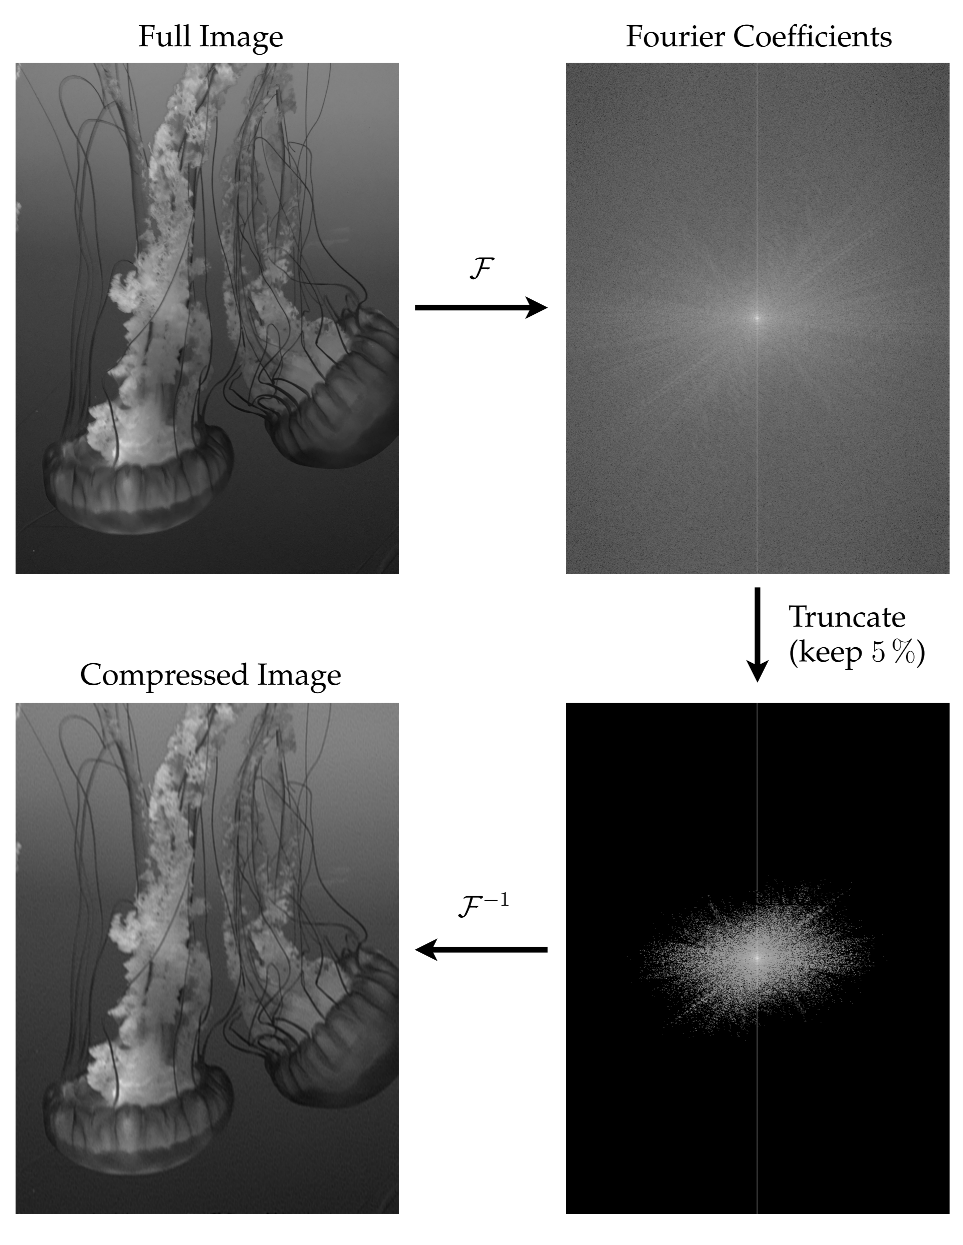 Full Image
Fourier Coefficients
ℱ
Truncate
(keep 5 %)
Compressed Image
ℱ⁻¹